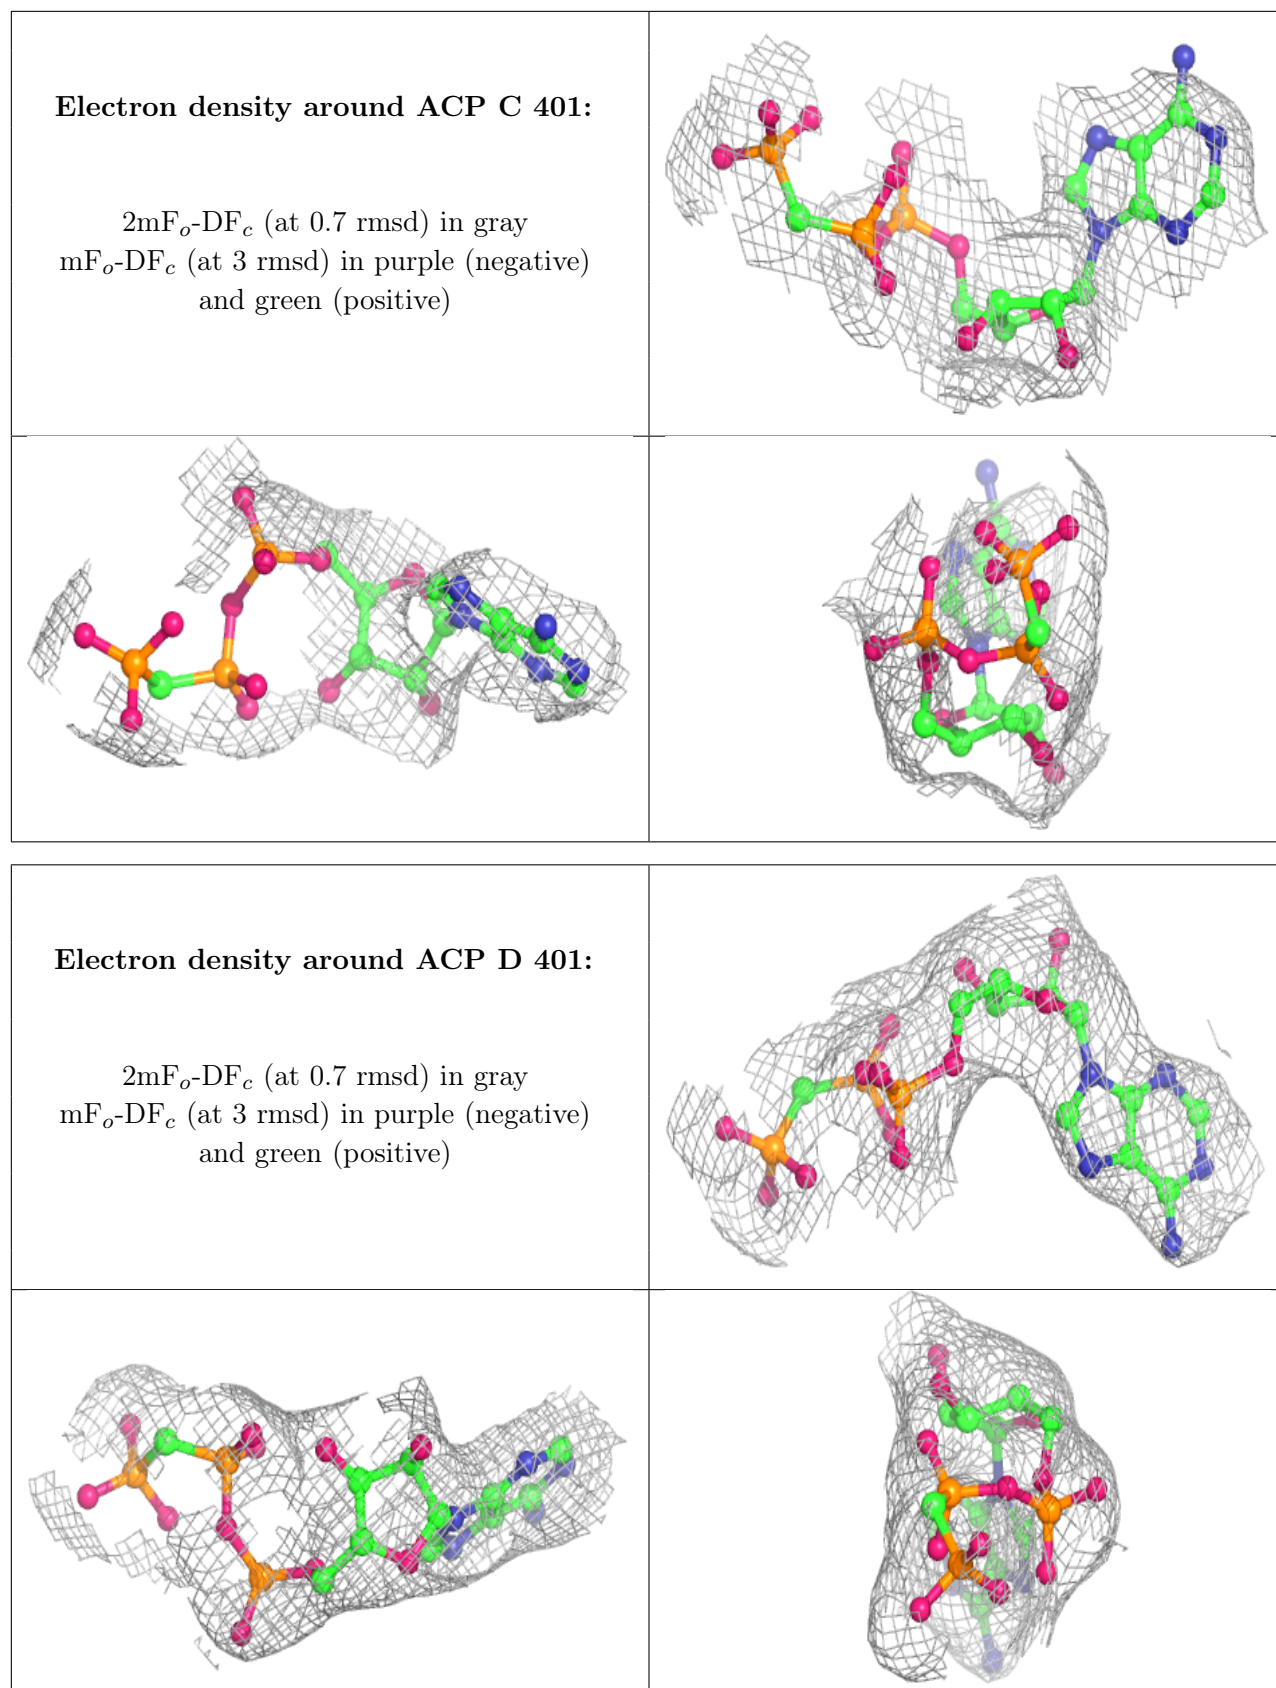 Electron density around ACP C 401:
2mFo-DFc (at 0.7 rmsd) in gray
mFo-DFc (at 3 rmsd) in purple (negative)
and green (positive)
Electron density around ACP D 401:
2mFo-DFc (at 0.7 rmsd) in gray
mFo-DFc (at 3 rmsd) in purple (negative)
and green (positive)